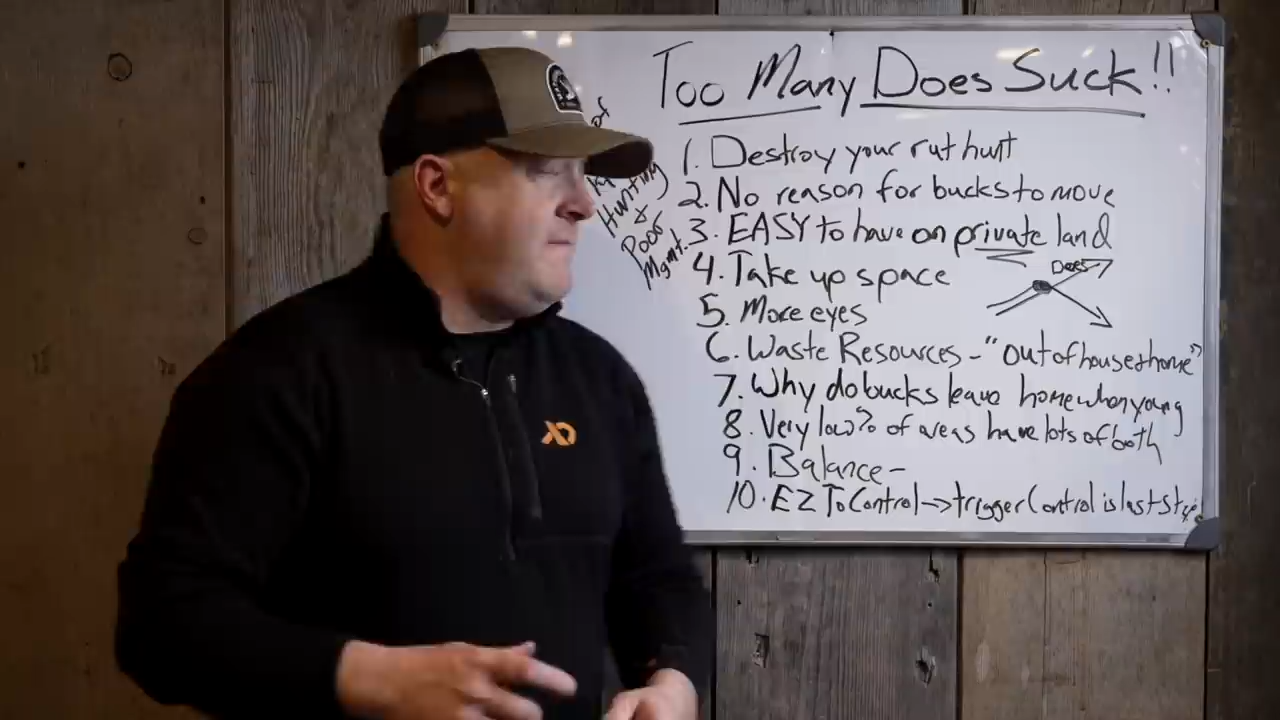 Too Many Does Suck!!
of
Hunting
+
Poor
Mgmt.
1. Destroy your rut hunt
2. No reason for bucks to move
3. EASY to have on private land
4. Take up space
Does
5. More eyes
6. Waste Resources - "out of house & home"
7. Why do bucks leave home when young
8. Very low % of areas have lots of both
9. Balance -
10. EZ To Control -> trigger Control is last